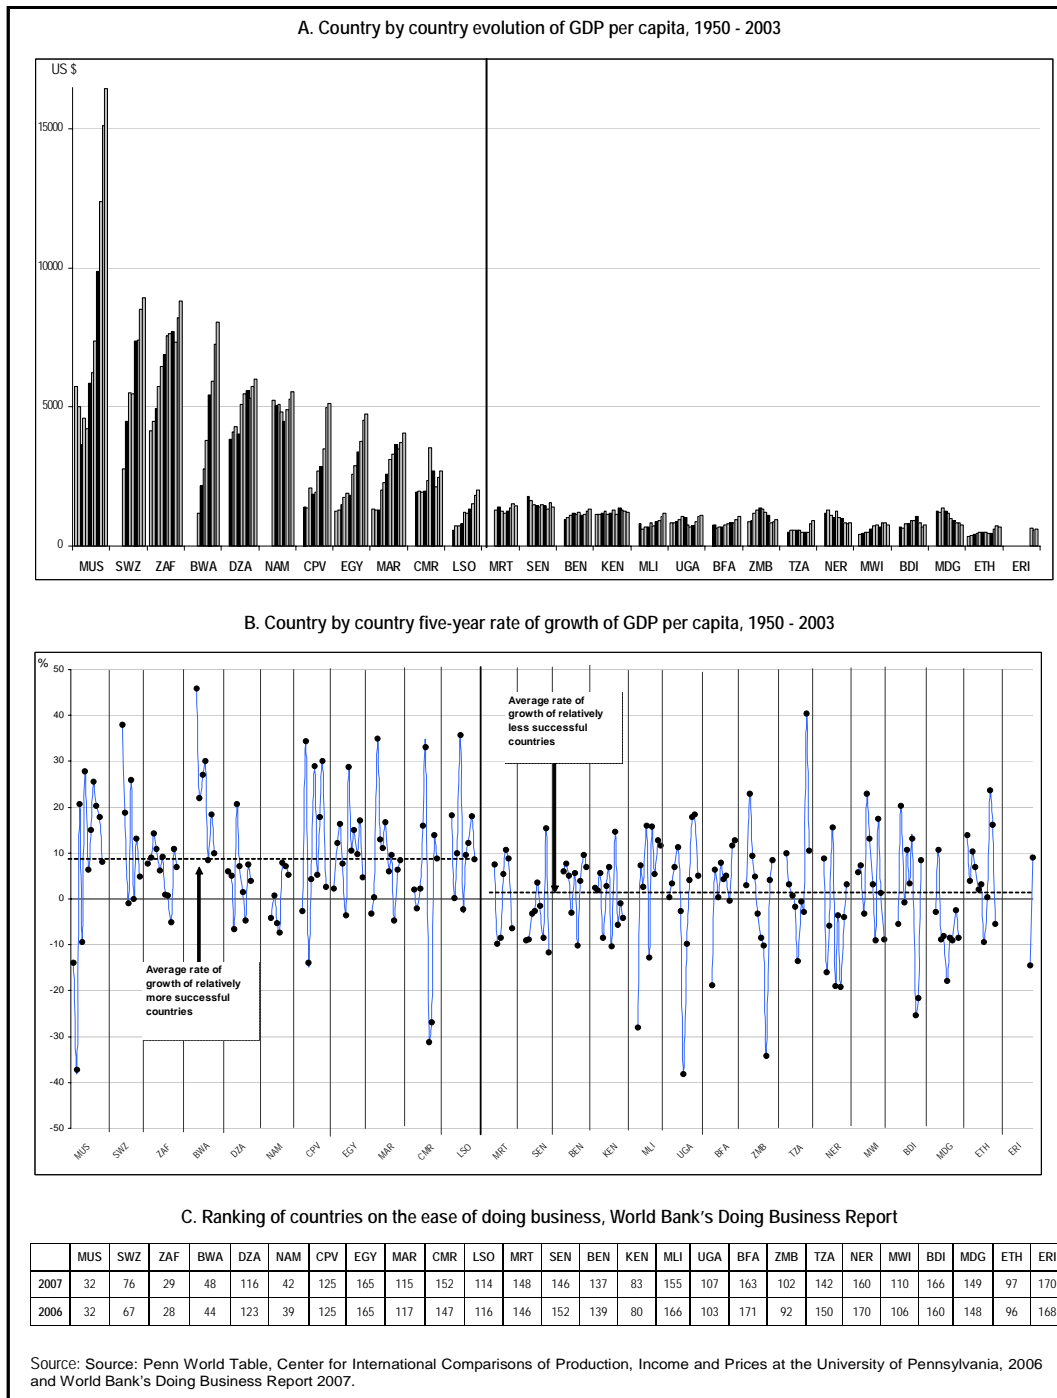 A. Country by country evolution of GDP per capita, 1950 - 2003
US $
15000
10000
5000
0
MUS SWZ ZAF BWA DZA NAM CPV EGY MAR CMR LSO MRT SEN BEN KEN MLI UGA BFA ZMB TZA NER MWI BDI MDG ETH ERI
B. Country by country five-year rate of growth of GDP per capita, 1950 - 2003
%
50
40
30
20
10
0
-10
-20
-30
-40
-50
Average rate of
growth of relatively
less successful
countries
Average rate of
growth of relatively
more successful
countries
MUS SWZ ZAF BWA DZA NAM CPV EGY MAR CMR LSO MRT SEN BEN KEN MLI UGA BFA ZMB TZA NER MWI BDI MDG ETH ERI
C. Ranking of countries on the ease of doing business, World Bank's Doing Business Report
MUS SWZ ZAF BWA DZA NAM CPV EGY MAR CMR LSO MRT SEN BEN KEN MLI UGA BFA ZMB TZA NER MWI BDI MDG ETH ERI
2007 32 76 29 48 116 42 125 165 115 152 114 148 146 137 83 155 107 163 102 142 160 110 166 149 97 170
2006 32 67 28 44 123 39 125 165 117 147 116 146 152 139 80 166 103 171 92 150 170 106 160 148 96 168
Source: Source: Penn World Table, Center for International Comparisons of Production, Income and Prices at the University of Pennsylvania, 2006
and World Bank's Doing Business Report 2007.